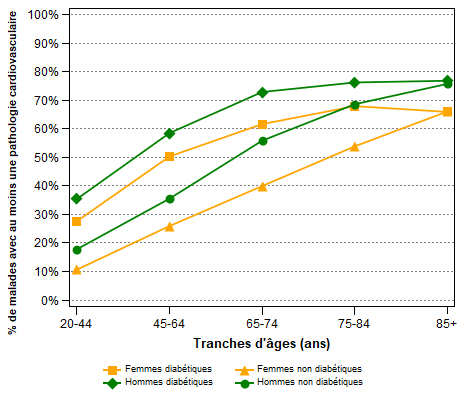 % de malades avec au moins une pathologie cardiovasculaire
100%
90%
80%
70%
60%
50%
40%
30%
20%
10%
0%
20-44 45-64 65-74 75-84 85+
Tranches d'âges (ans)
Femmes diabétiques Femmes non diabétiques
Hommes diabétiques Hommes non diabétiques